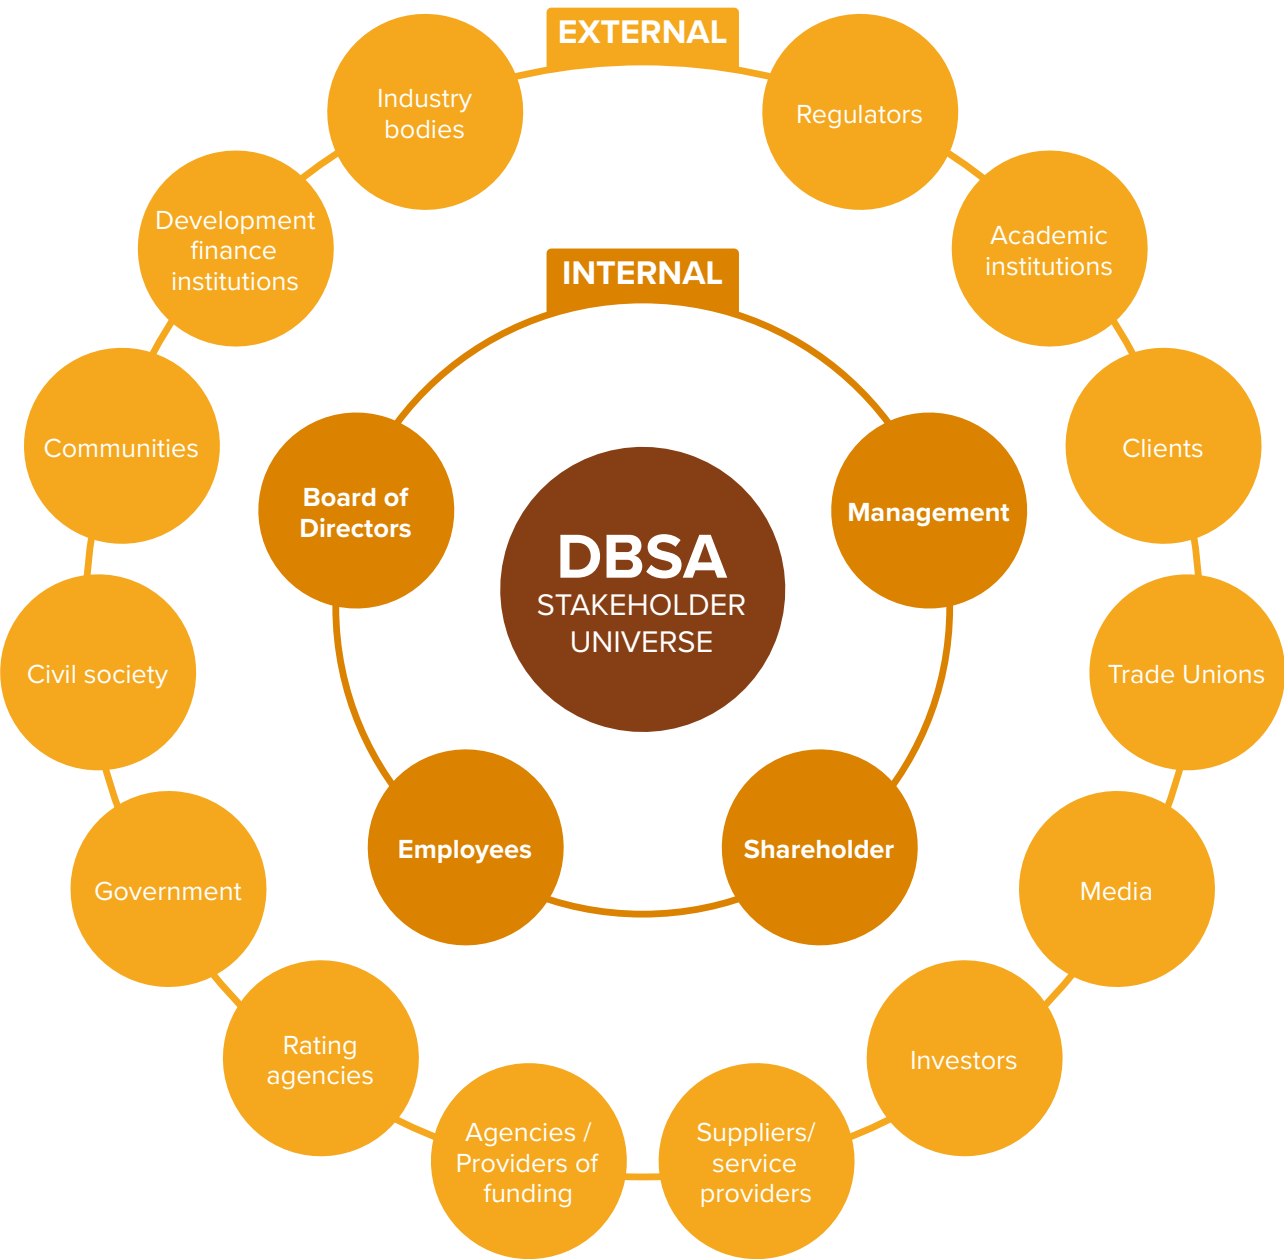 EXTERNAL
Industry
bodies
Regulators
Development
finance
institutions
Academic
institutions
INTERNAL
Communities
Clients
Board of
Directors
Management
DBSA
STAKEHOLDER
UNIVERSE
Civil society
Trade Unions
Employees
Shareholder
Government
Media
Rating
agencies
Investors
Agencies /
Providers of
funding
Suppliers/
service
providers